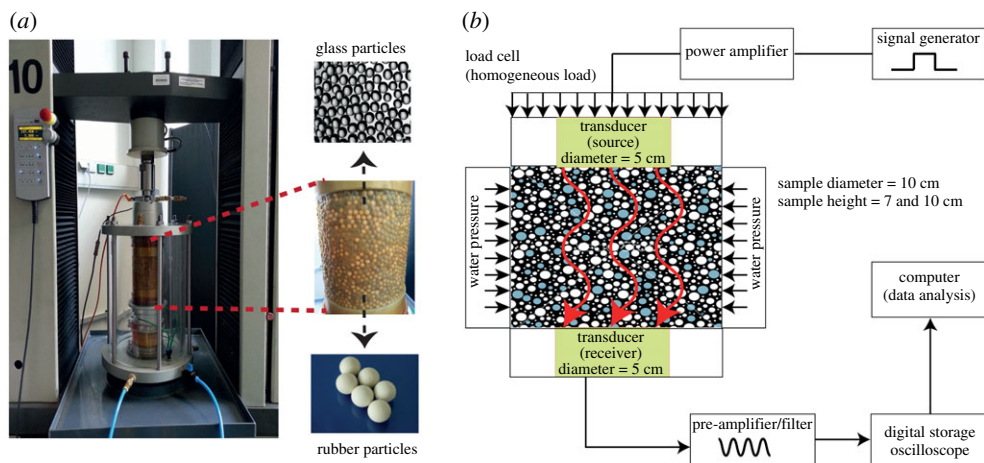 (a)
10
glass particles
rubber particles
(b)
load cell
(homogeneous load)
power amplifier
signal generator
transducer
(source)
diameter = 5 cm
water pressure
water pressure
sample diameter = 10 cm
sample height = 7 and 10 cm
transducer
(receiver)
diameter = 5 cm
computer
(data analysis)
pre-amplifier/filter
digital storage
oscilloscope